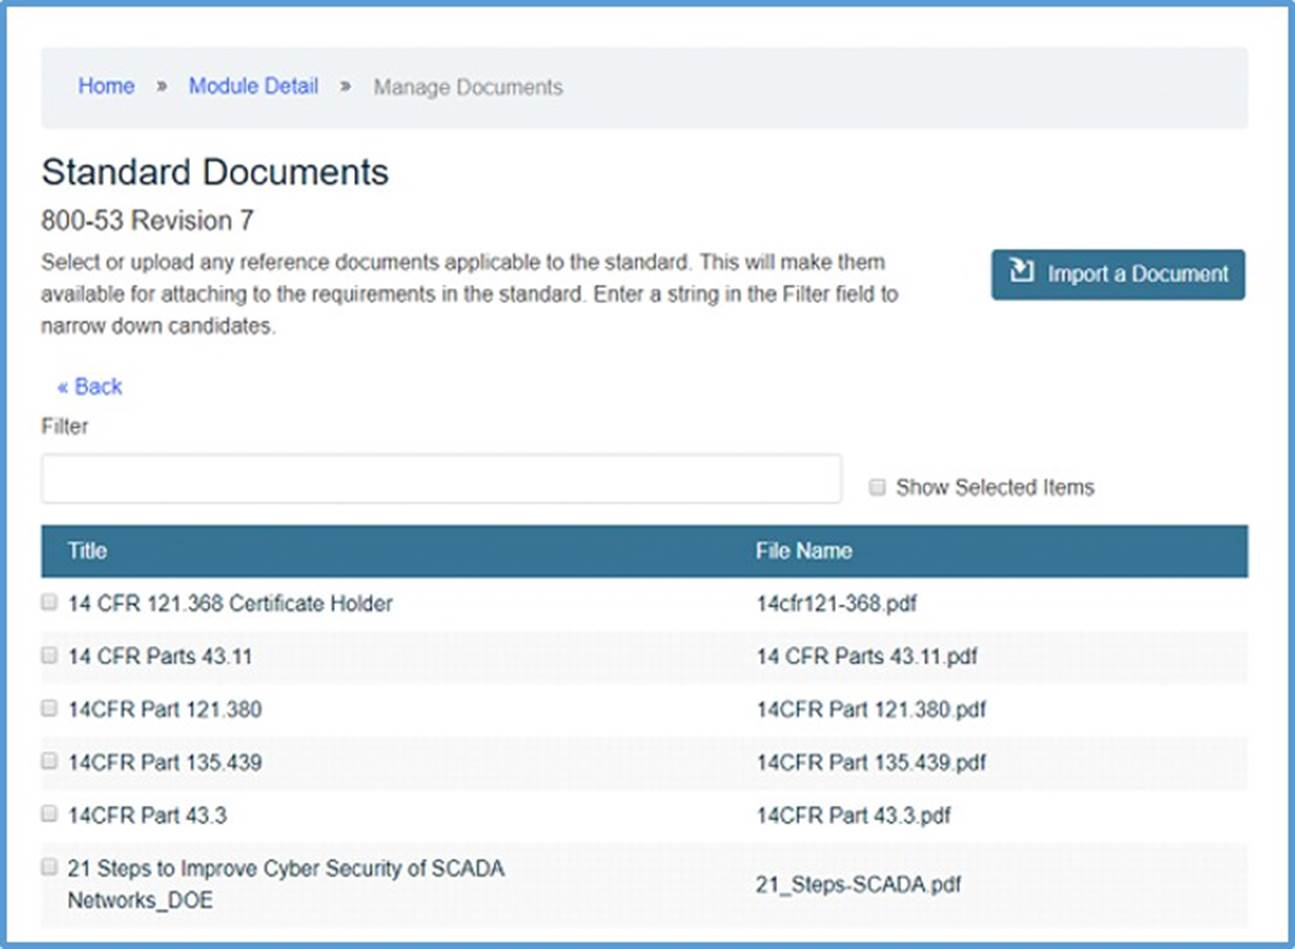 Home » Module Detail » Manage Documents
Standard Documents
800-53 Revision 7
Select or upload any reference documents applicable to the standard. This will make them
available for attaching to the requirements in the standard. Enter a string in the Filter field to
narrow down candidates.
Import a Document
« Back
Filter
Show Selected Items
Title File Name
14 CFR 121.368 Certificate Holder 14cfr121-368.pdf
14 CFR Parts 43.11 14 CFR Parts 43.11.pdf
14CFR Part 121.380 14CFR Part 121.380.pdf
14CFR Part 135.439 14CFR Part 135.439.pdf
14CFR Part 43.3 14CFR Part 43.3.pdf
21 Steps to Improve Cyber Security of SCADA
Networks_DOE
21_Steps-SCADA.pdf